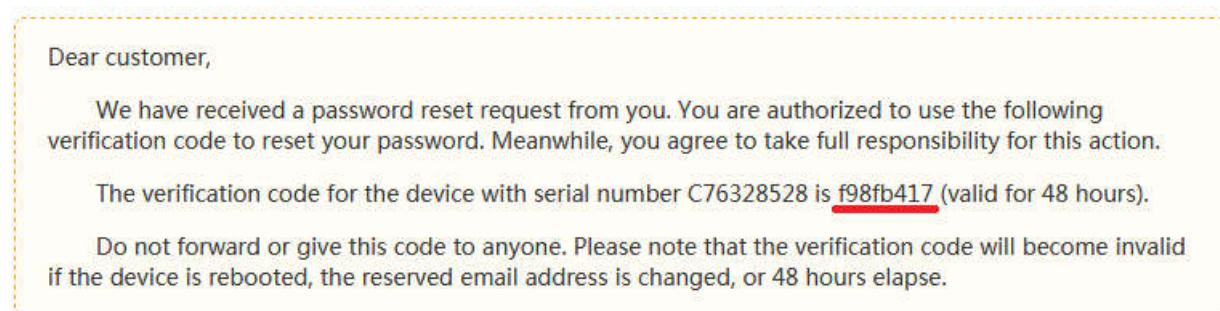 Dear customer,
We have received a password reset request from you. You are authorized to use the following
verification code to reset your password. Meanwhile, you agree to take full responsibility for this action.
The verification code for the device with serial number C76328528 is f98fb417 (valid for 48 hours).
Do not forward or give this code to anyone. Please note that the verification code will become invalid
if the device is rebooted, the reserved email address is changed, or 48 hours elapse.